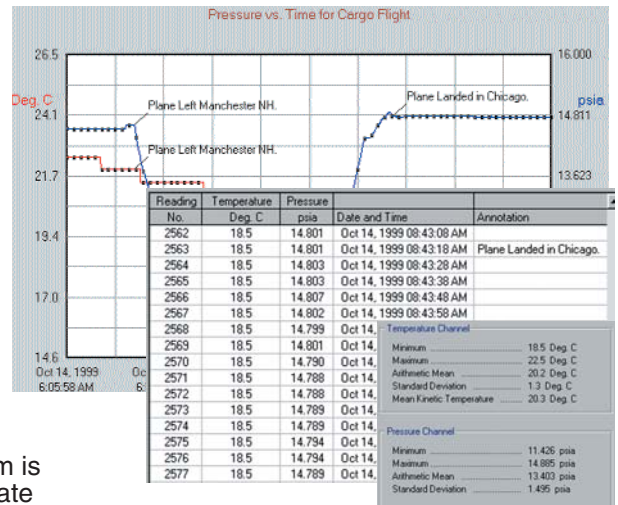 Pressure vs. Time for Cargo Flight
26.5 16.000
Deg. C psia
24.1 14.811
Plane Left Manchester NH.
Plane Landed in Chicago.
Plane Left Manchester NH.
21.7 13.623
19.4
17.0
14.6
Oct 14, 1999
6:05:58 AM
Reading Temperature Pressure
No. Deg. C psia Date and Time Annotation
2562 18.5 14.801 Oct 14, 1999 08:43:08 AM
2563 18.5 14.801 Oct 14, 1999 08:43:18 AM Plane Landed in Chicago.
2564 18.5 14.803 Oct 14, 1999 08:43:28 AM
2565 18.5 14.803 Oct 14, 1999 08:43:38 AM
2566 18.5 14.807 Oct 14, 1999 08:43:48 AM
2567 18.5 14.802 Oct 14, 1999 08:43:58 AM
2568 18.5 14.799 Oct 14,
2569 18.5 14.801 Oct 14,
2570 18.5 14.790 Oct 14,
2571 18.5 14.788 Oct 14,
2572 18.5 14.788 Oct 14,
2573 18.5 14.789 Oct 14,
2574 18.5 14.789 Oct 14,
2575 18.5 14.794 Oct 14,
2576 18.5 14.794 Oct 14,
2577 18.5 14.789 Oct 14,
Temperature Channel
Minimum 18.5 Deg. C
Maximum 22.5 Deg. C
Arithmetic Mean 20.2 Deg. C
Standard Deviation 1.3 Deg. C
Mean Kinetic Temperature 20.3 Deg. C
Pressure Channel
Minimum 11.426 psia
Maximum 14.885 psia
Arithmetic Mean 13.403 psia
Standard Deviation 1.495 psia
is